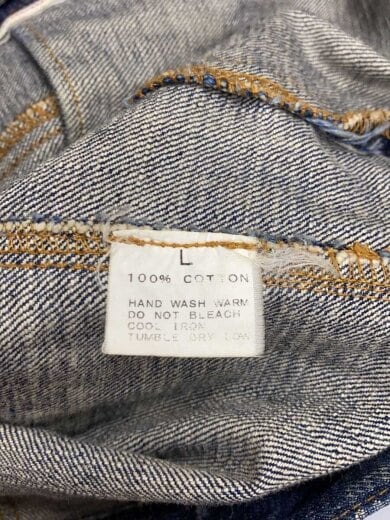 L
100% COTTON
HAND WASH WARM
DO NOT BLEACH
COOL IRON
TUMBLE DRY LOW